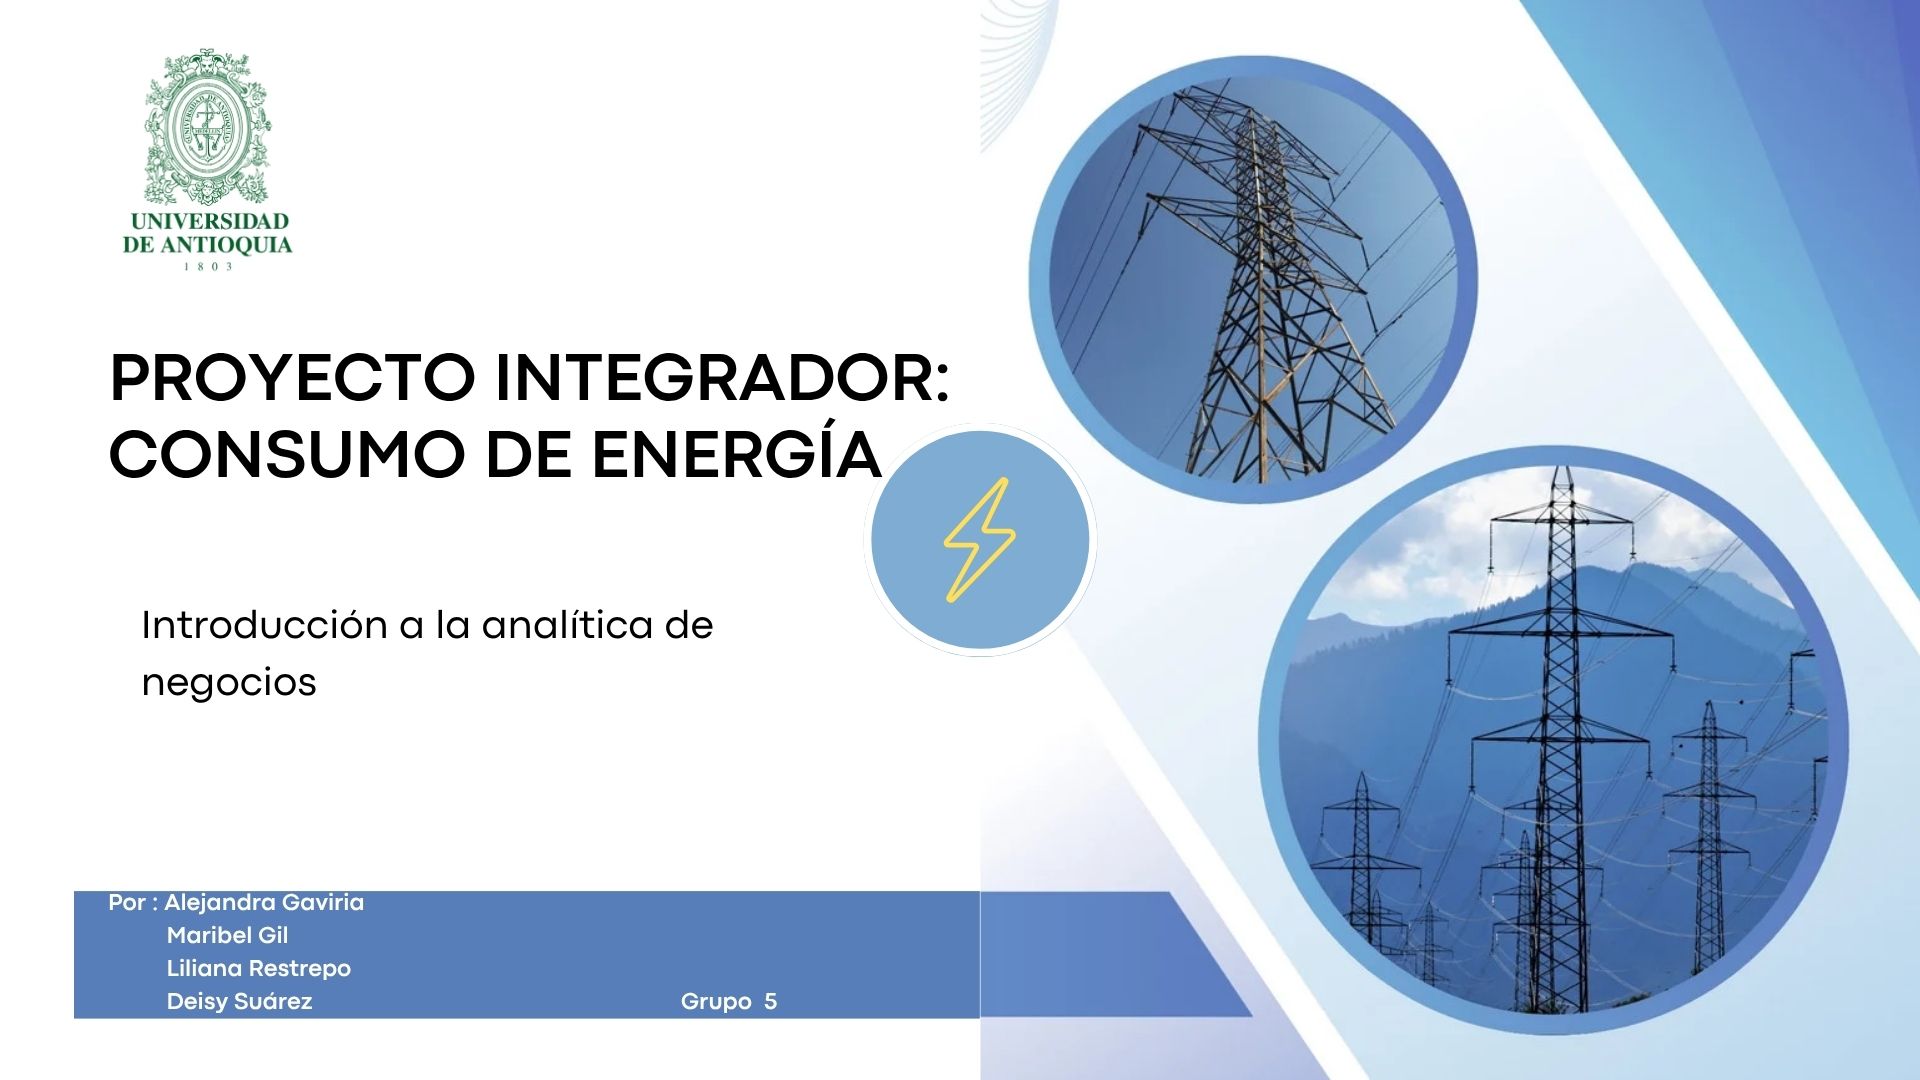 UNIVERSIDAD
DE ANTIOQUIA
1803
PROYECTO INTEGRADOR:
CONSUMO DE ENERGÍA
Introducción a la analítica de
negocios
Por : Alejandra Gaviria
Maribel Gil
Liliana Restrepo
Deisy Suárez Grupo 5